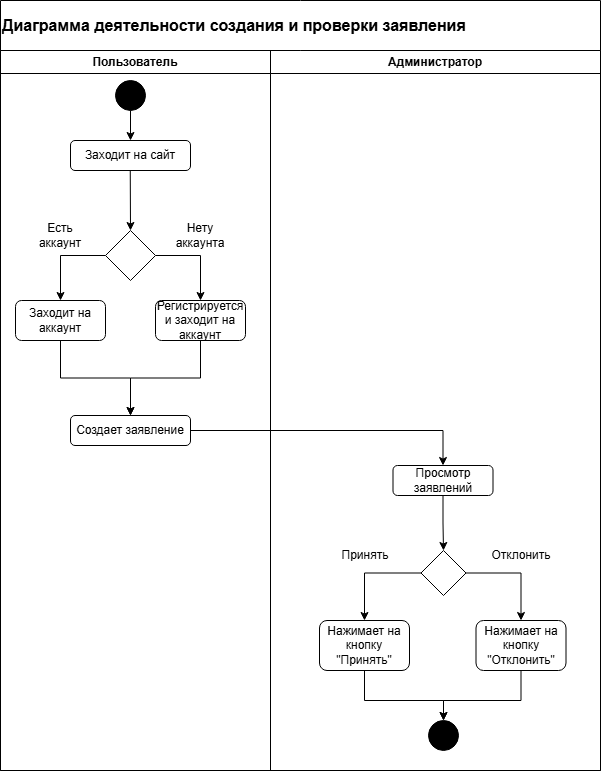 Диаграмма деятельности создания и проверки заявления
Пользователь
Администратор
Заходит на сайт
Есть
аккаунт
Нету
аккаунта
Заходит на
аккаунт
Регистрируется
и заходит на
аккаунт
Создает заявление
Просмотр
заявлений
Принять
Отклонить
Нажимает на
кнопку
"Принять"
Нажимает на
кнопку
"Отклонить"